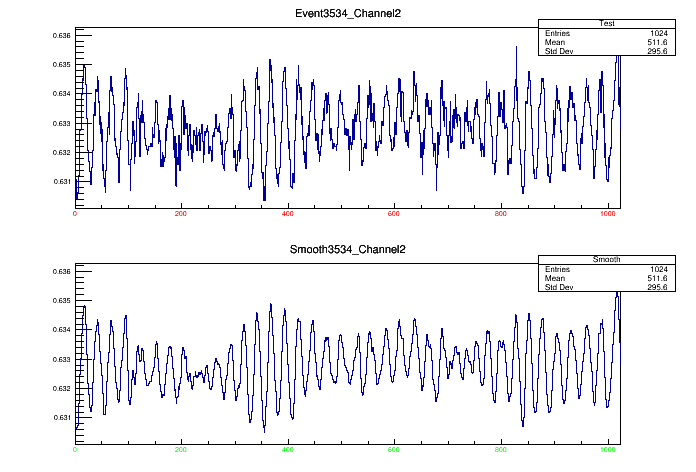 Event3534_Channel2
Test
Entries 1024
Mean 511.6
Std Dev 295.6
0.636
0.635
0.634
0.633
0.632
0.631
0 200 400 600 800 1000
Smooth3534_Channel2
Smooth
Entries 1024
Mean 511.6
Std Dev 295.6
0.636
0.635
0.634
0.633
0.632
0.631
0 200 400 600 800 1000